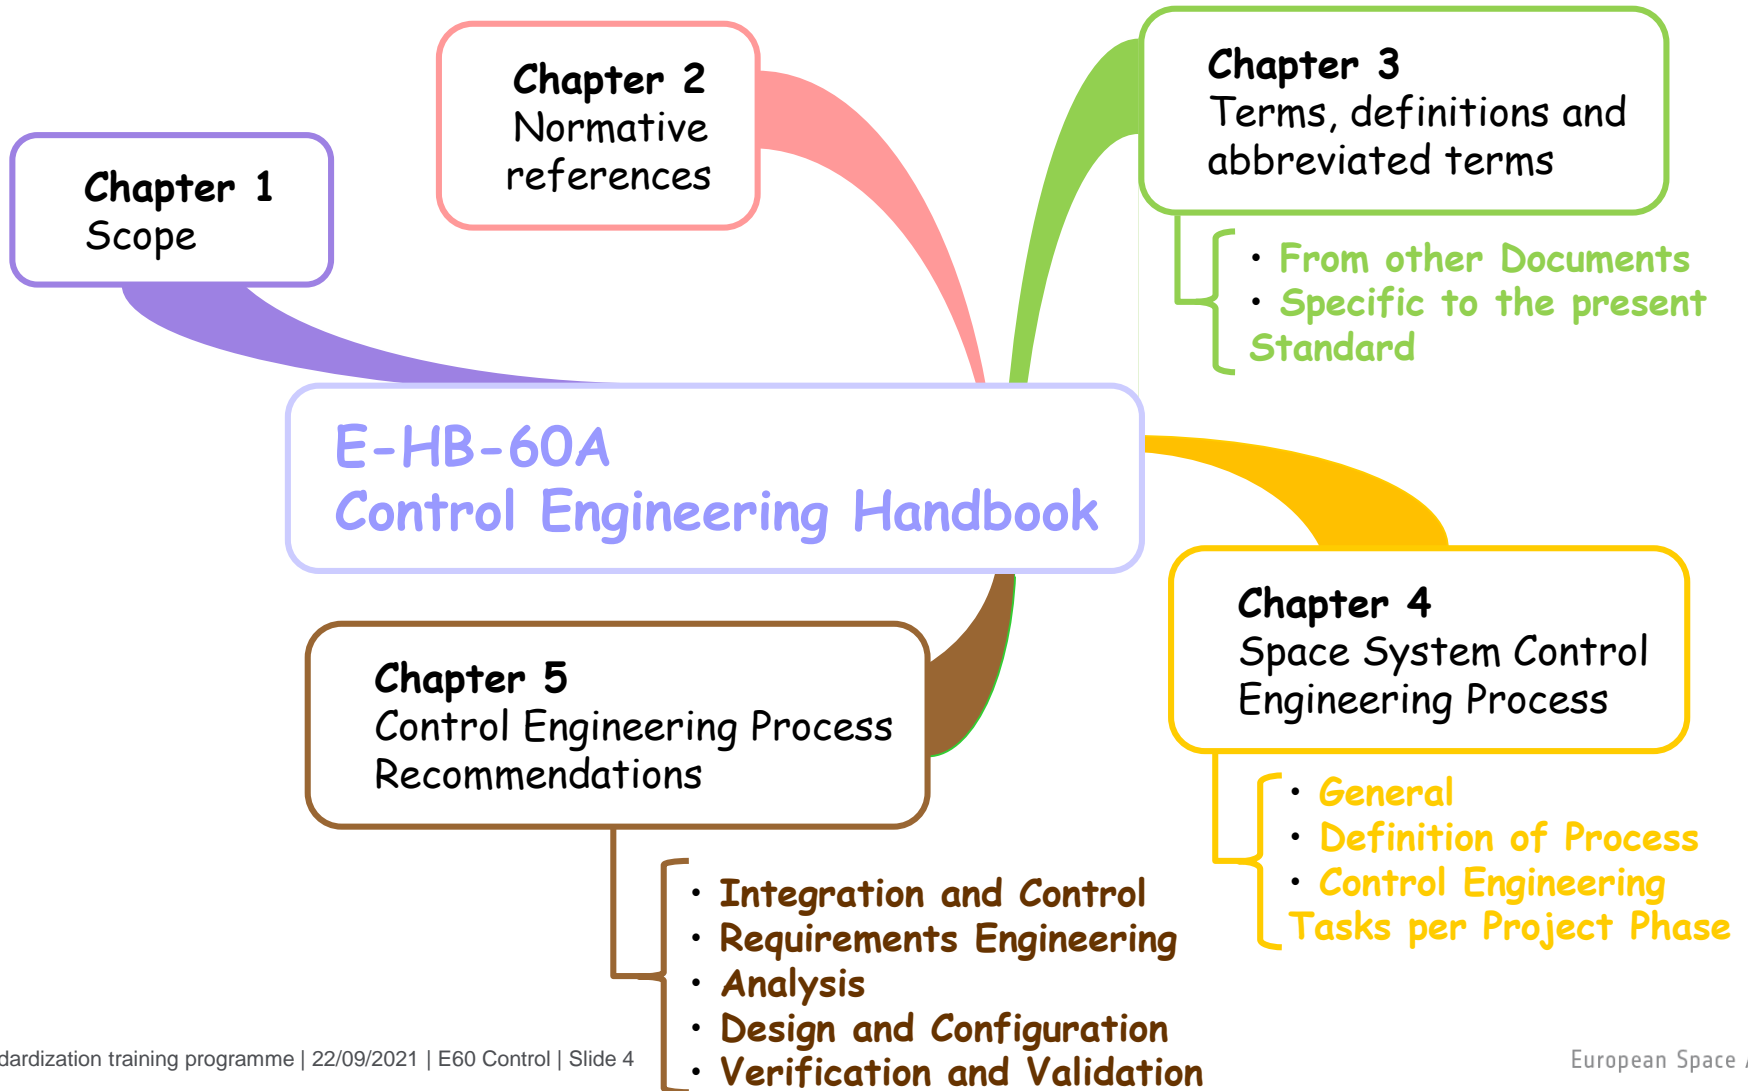 Chapter 1
Scope
Chapter 2
Normative
references
Chapter 3
Terms, definitions and
abbreviated terms
• From other Documents
• Specific to the present
Standard
E-HB-60A
Control Engineering Handbook
Chapter 4
Space System Control
Engineering Process
• General
• Definition of Process
• Control Engineering
Tasks per Project Phase
Chapter 5
Control Engineering Process
Recommendations
• Integration and Control
• Requirements Engineering
• Analysis
• Design and Configuration
• Verification and Validation
training programme | 22/09/2021 | E60 Control | Slide 4
European Space